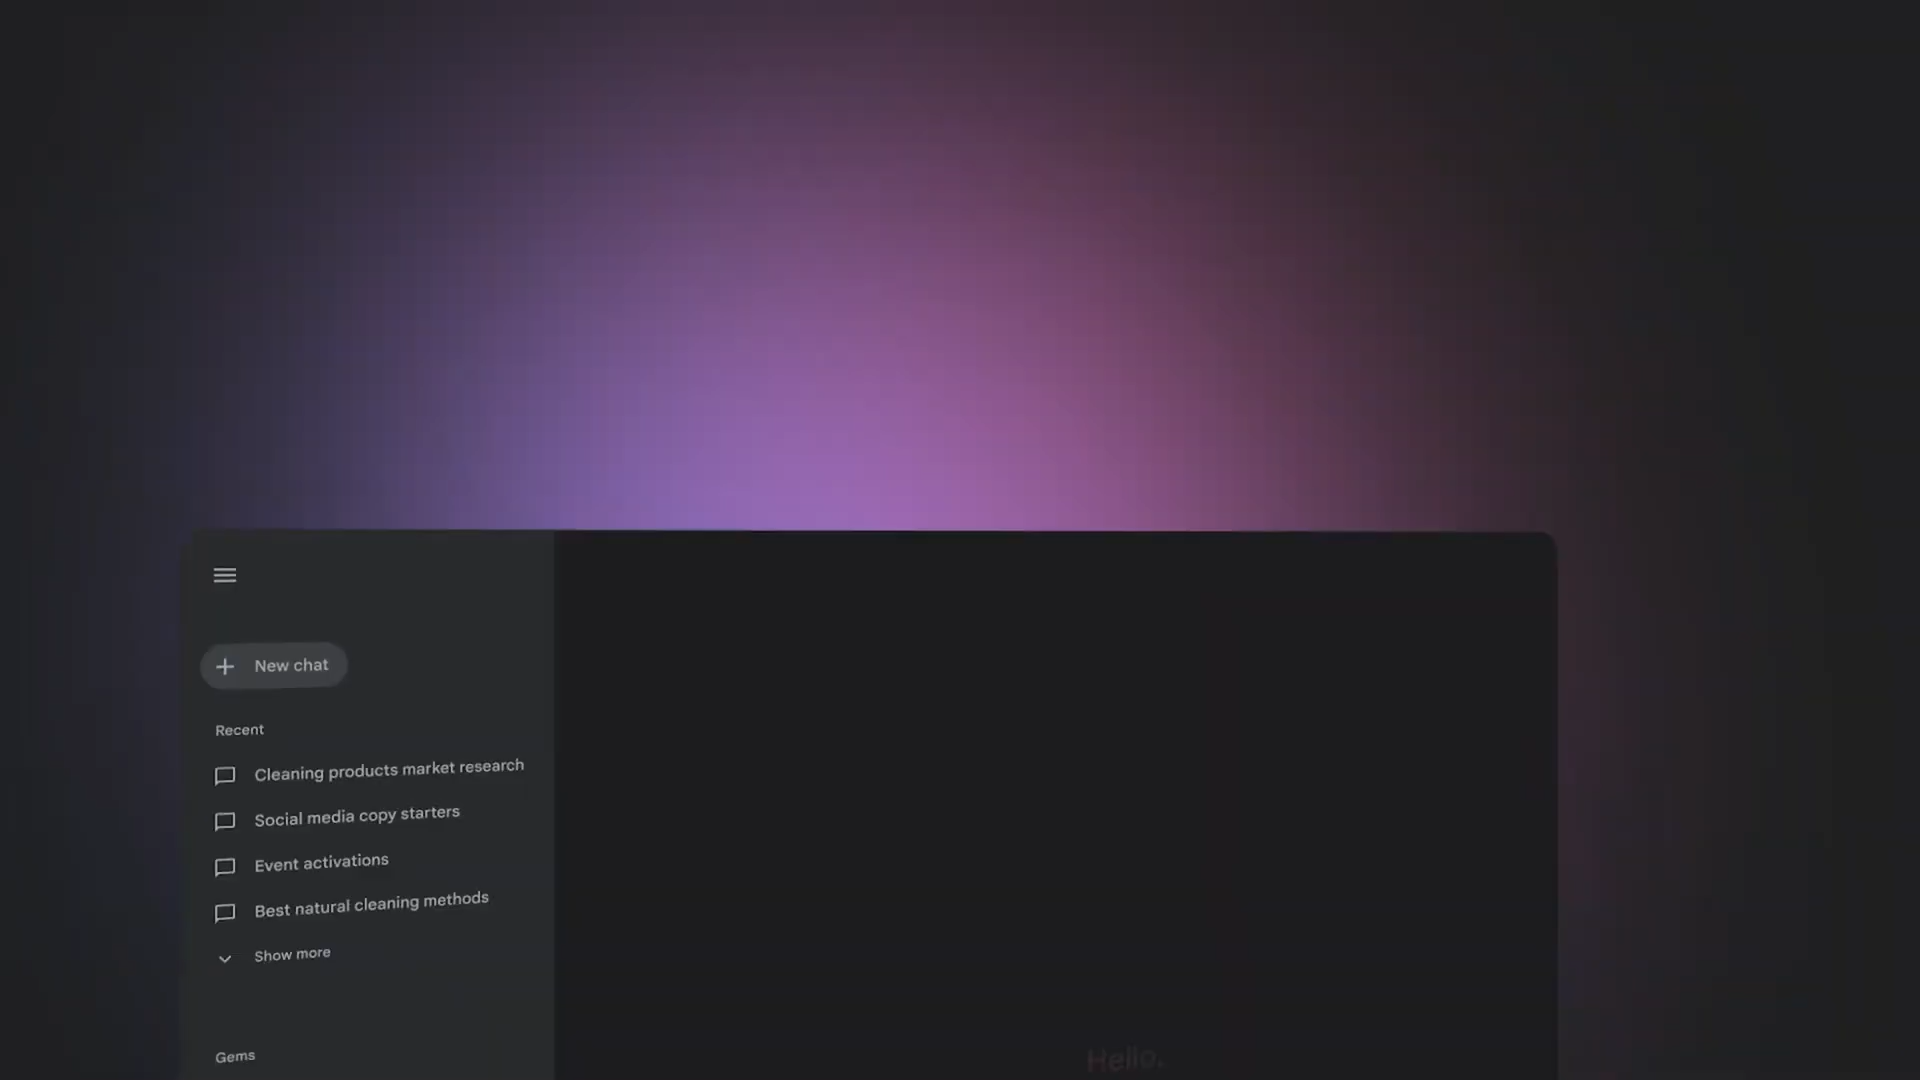 New chat
Recent
Cleaning products market research
Social media copy starters
Event activations
Best natural cleaning methods
Show more
Gems
Hello.